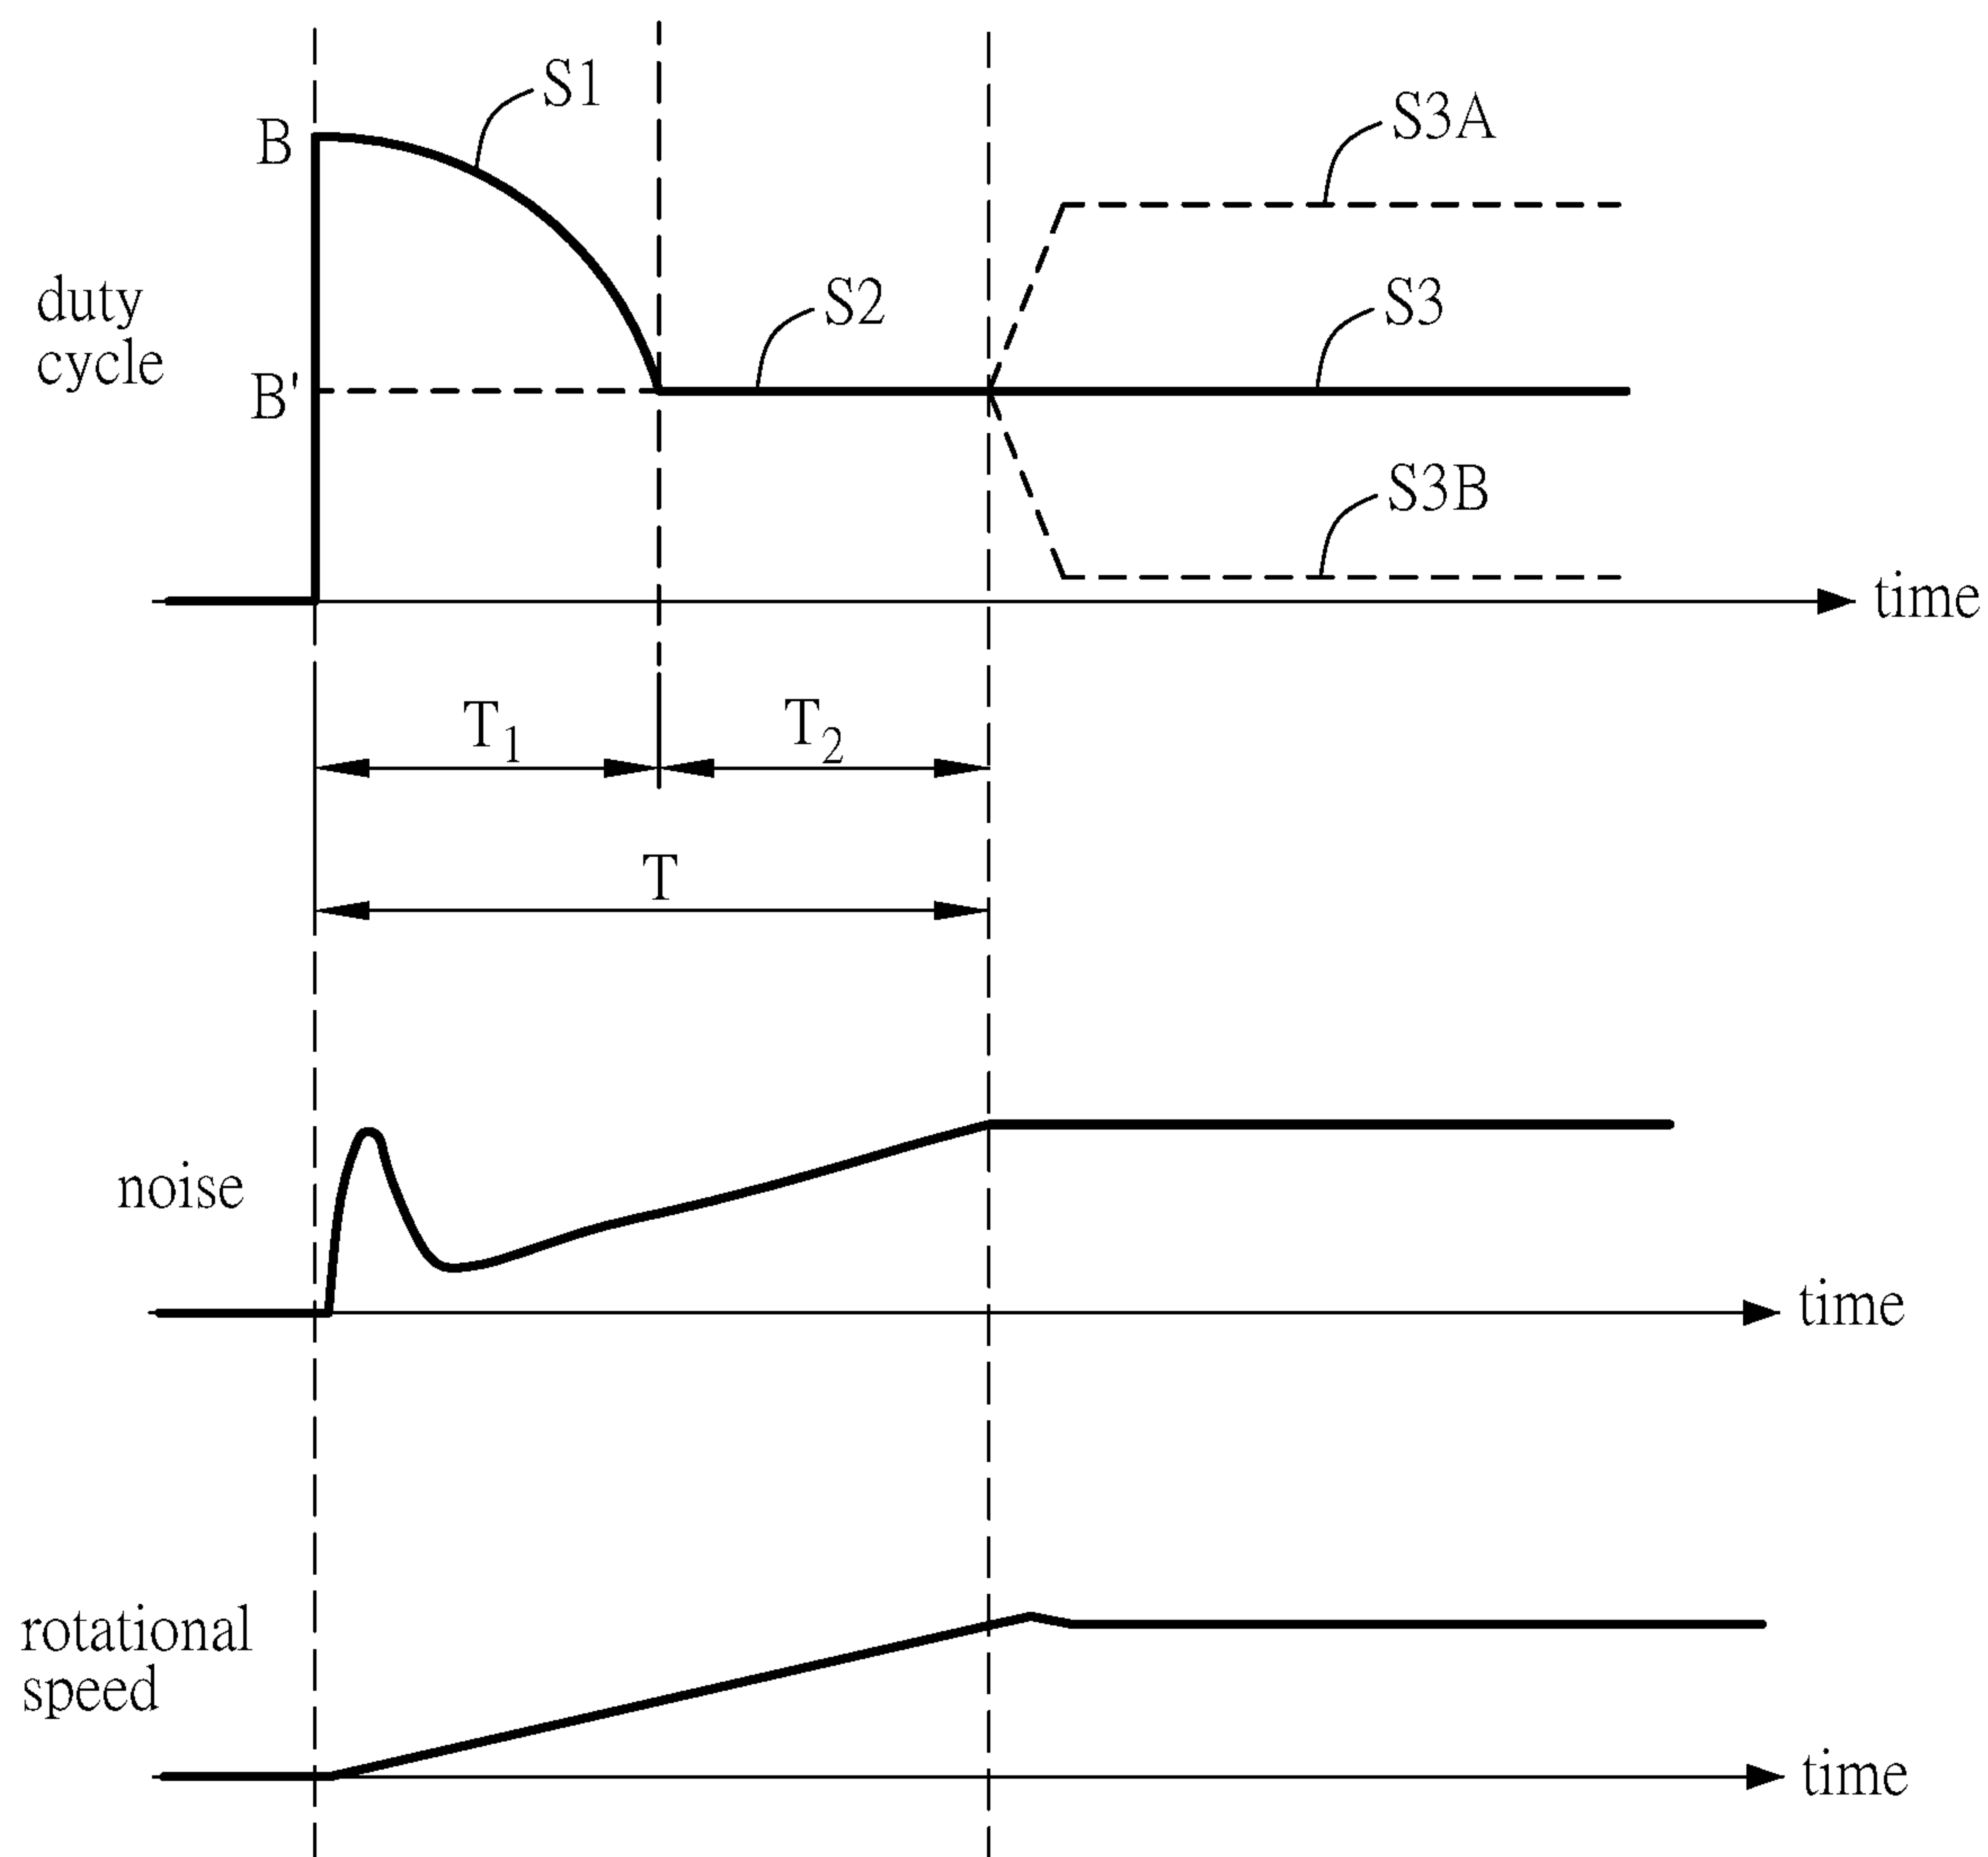 S1
S3A
B
duty
cycle
S2
S3
B'
S3B
time
T1
T2
T
noise
time
rotational
speed
time